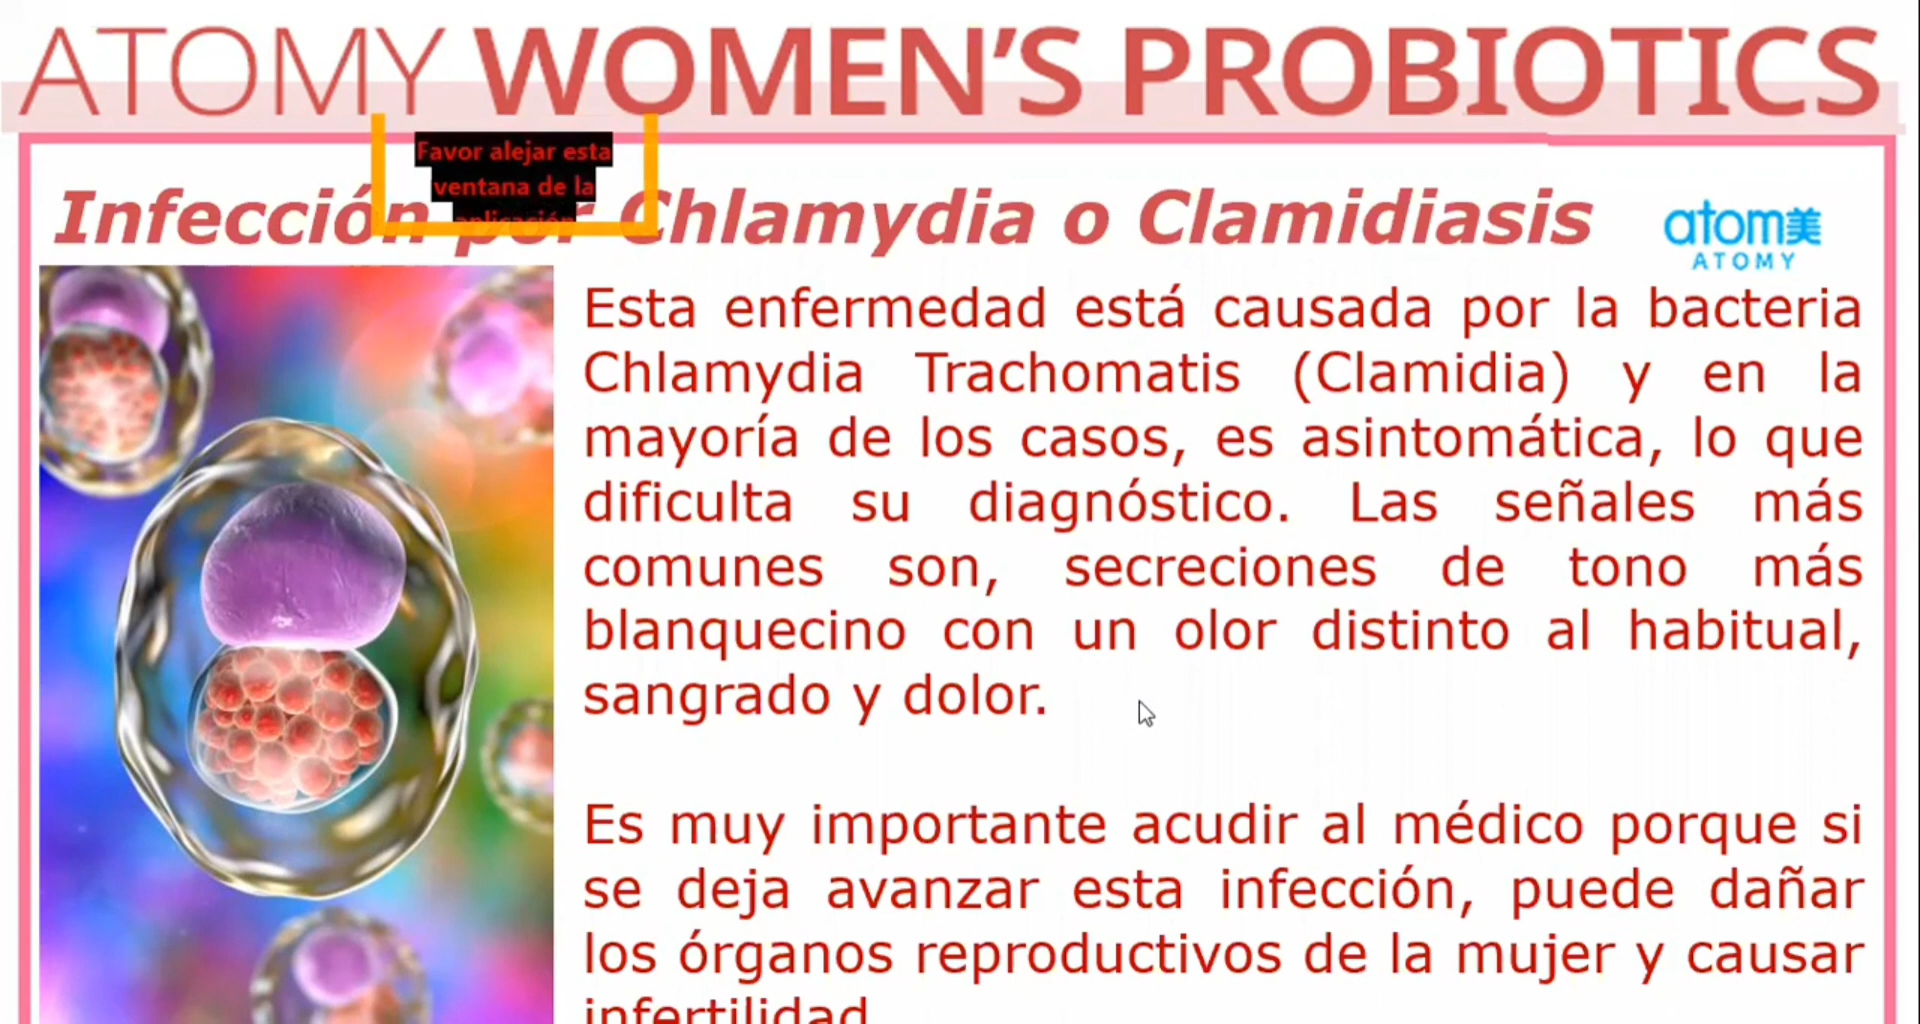 ATOMY WOMEN'S PROBIOTICS
Favor alejar esta
ventana de la
aplicación
Infección por Chlamydia o Clamidiasis
atom美
ATOMY
Esta enfermedad está causada por la bacteria
Chlamydia Trachomatis (Clamidia) y en la
mayoría de los casos, es asintomática, lo que
dificulta su diagnóstico. Las señales más
comunes son, secreciones de tono más
blanquecino con un olor distinto al habitual,
sangrado y dolor.
Es muy importante acudir al médico porque si
se deja avanzar esta infección, puede dañar
los órganos reproductivos de la mujer y causar
infertilidad